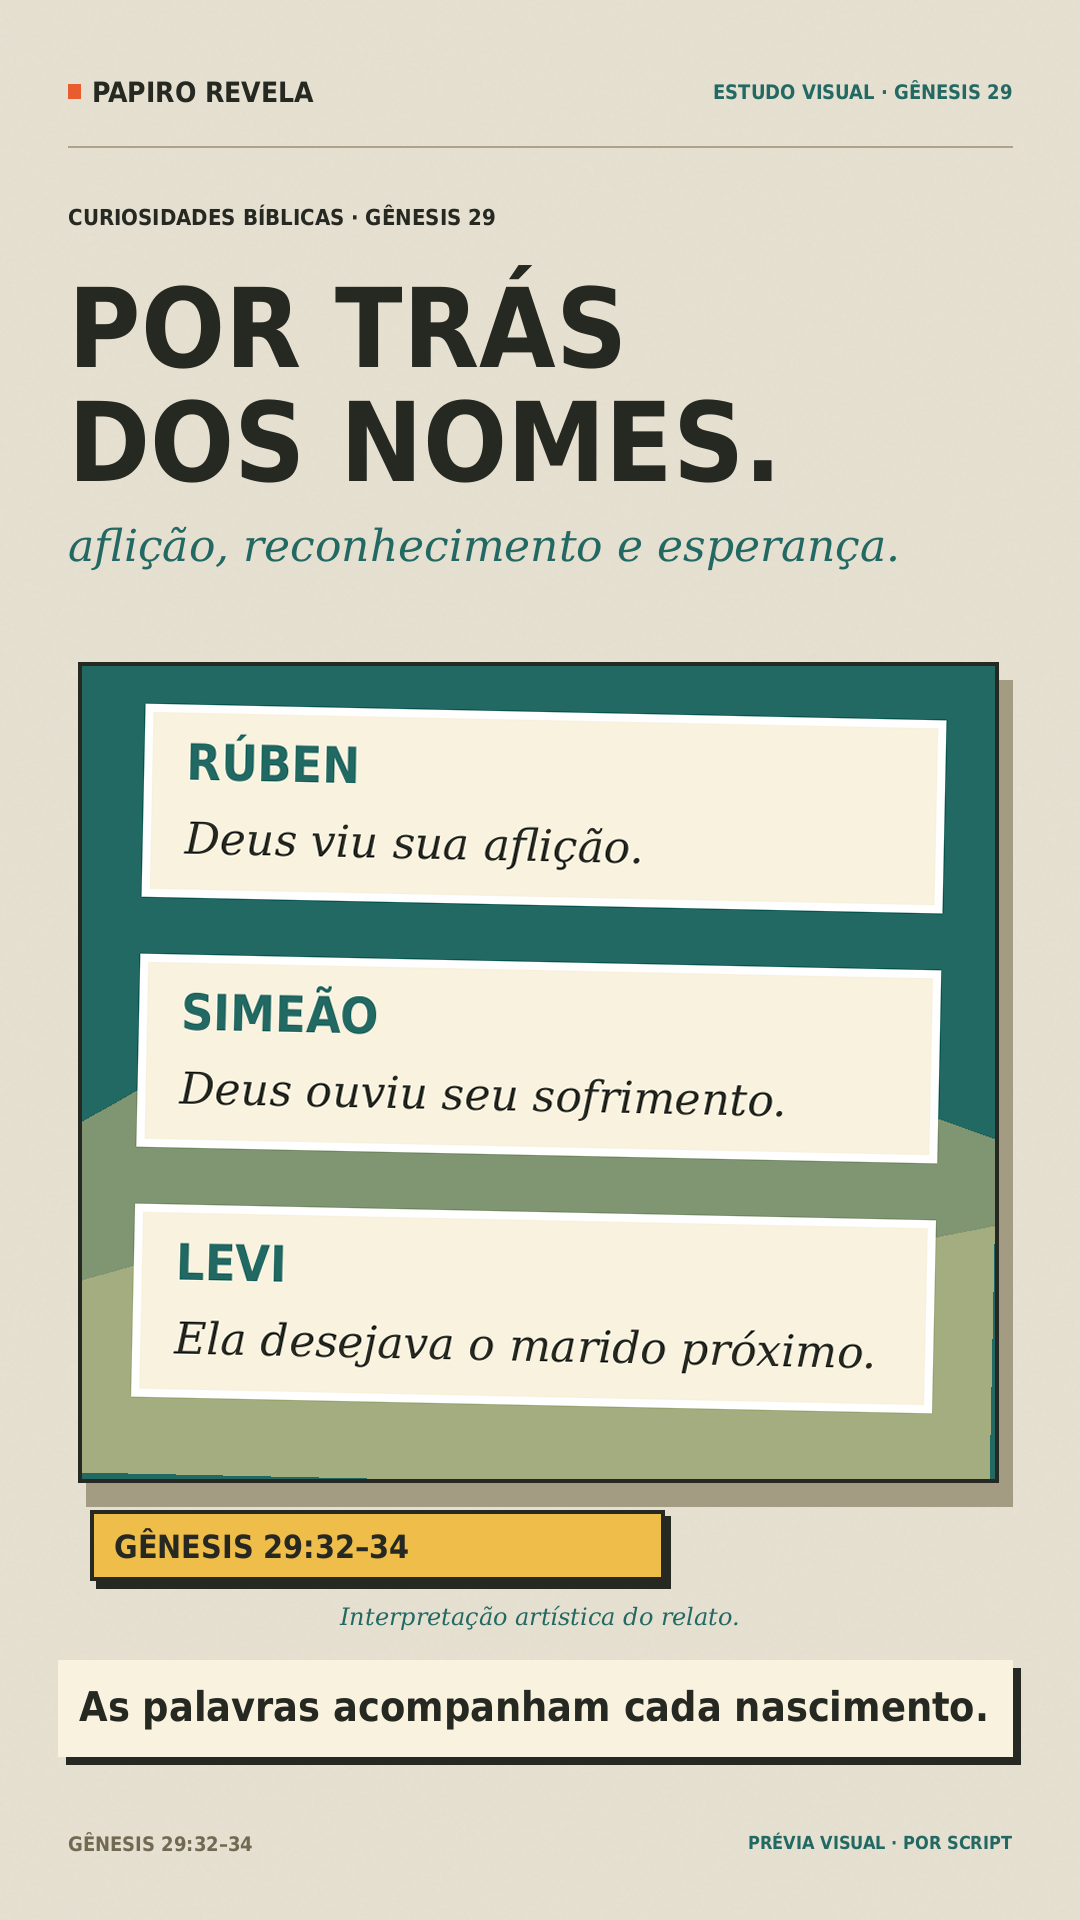 PAPIRO REVELA
ESTUDO VISUAL · GÊNESIS 29
CURIOSIDADES BÍBLICAS · GÊNESIS 29
POR TRÁS
DOS NOMES.
aflição, reconhecimento e esperança.
RÚBEN
Deus viu sua aflição.
SIMEÃO
Deus ouviu seu sofrimento.
LEVI
Ela desejava o marido próximo.
GÊNESIS 29:32–34
Interpretação artística do relato.
As palavras acompanham cada nascimento.
GÊNESIS 29:32–34
PRÉVIA VISUAL · POR SCRIPT